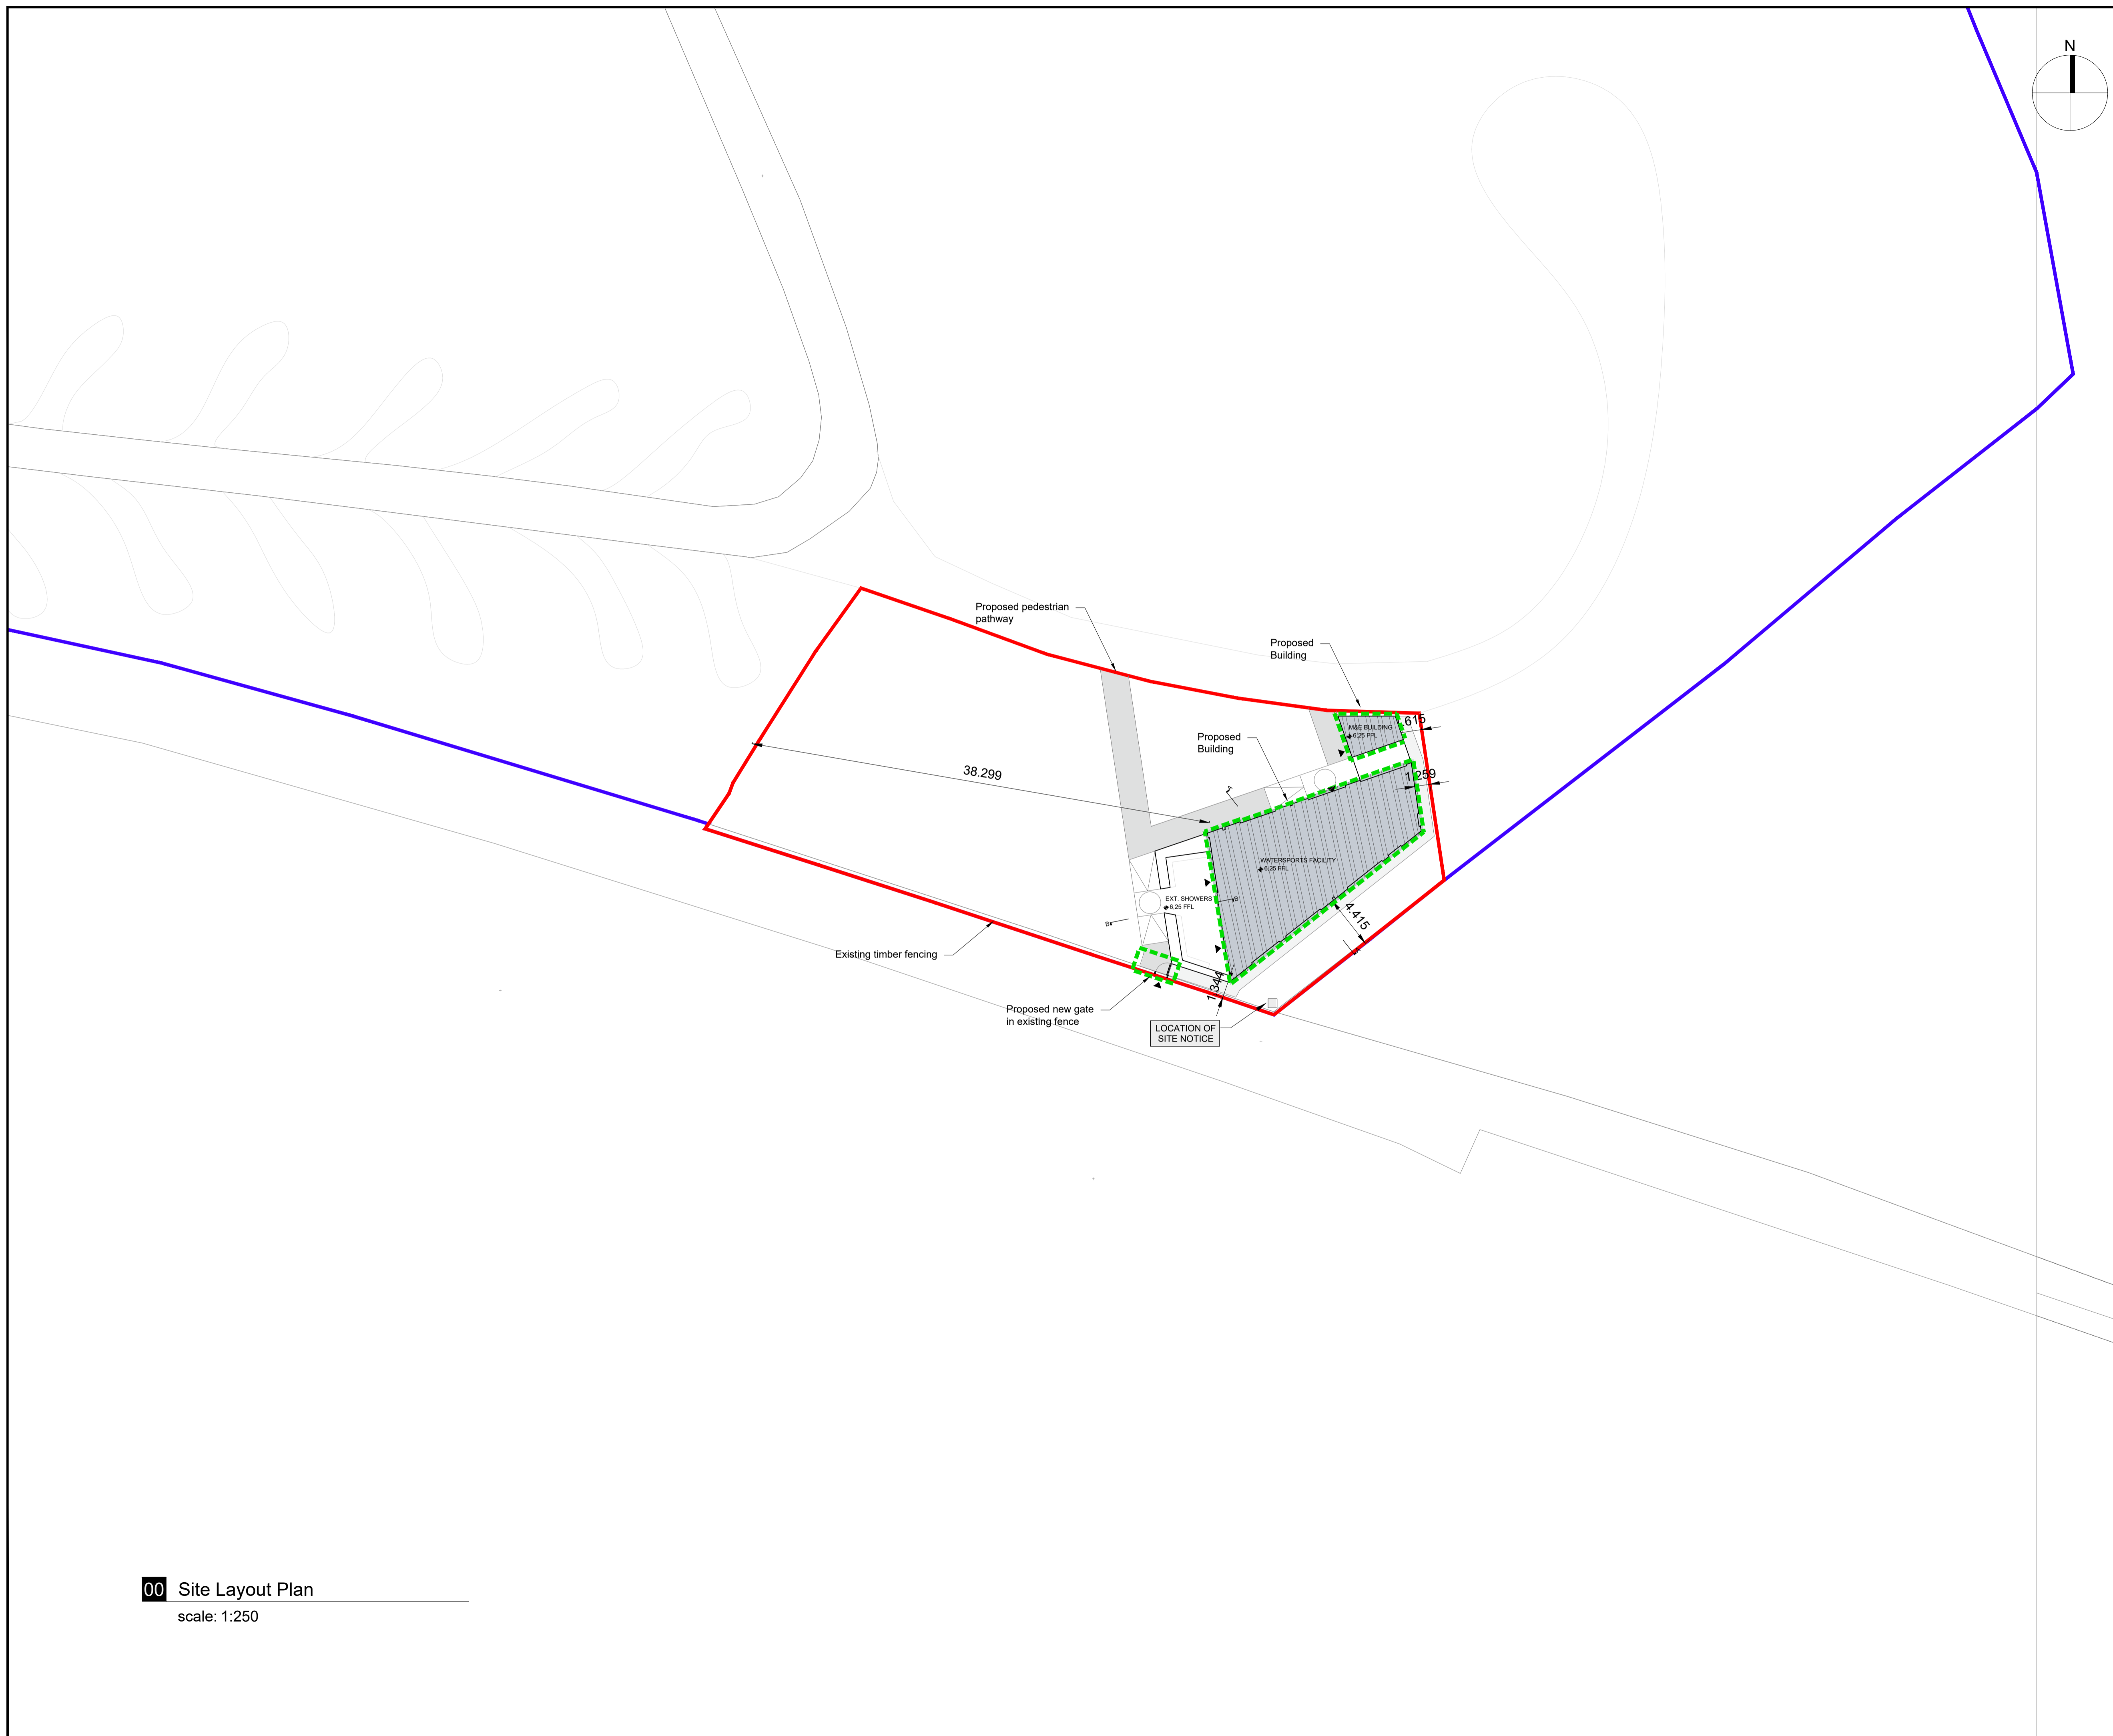 N
Proposed pedestrian
pathway
Proposed
Building
.615
M&E BUILDING
6,25 FFL
Proposed
Building
38.299
1.259
A
WATERSPORTS FACILITY
6,25 FFL
EXT. SHOWERS
6,25 FFL
B
B
4.415
Existing timber fencing
1.344
Proposed new gate
in existing fence
LOCATION OF
SITE NOTICE
00 Site Layout Plan
scale: 1:250